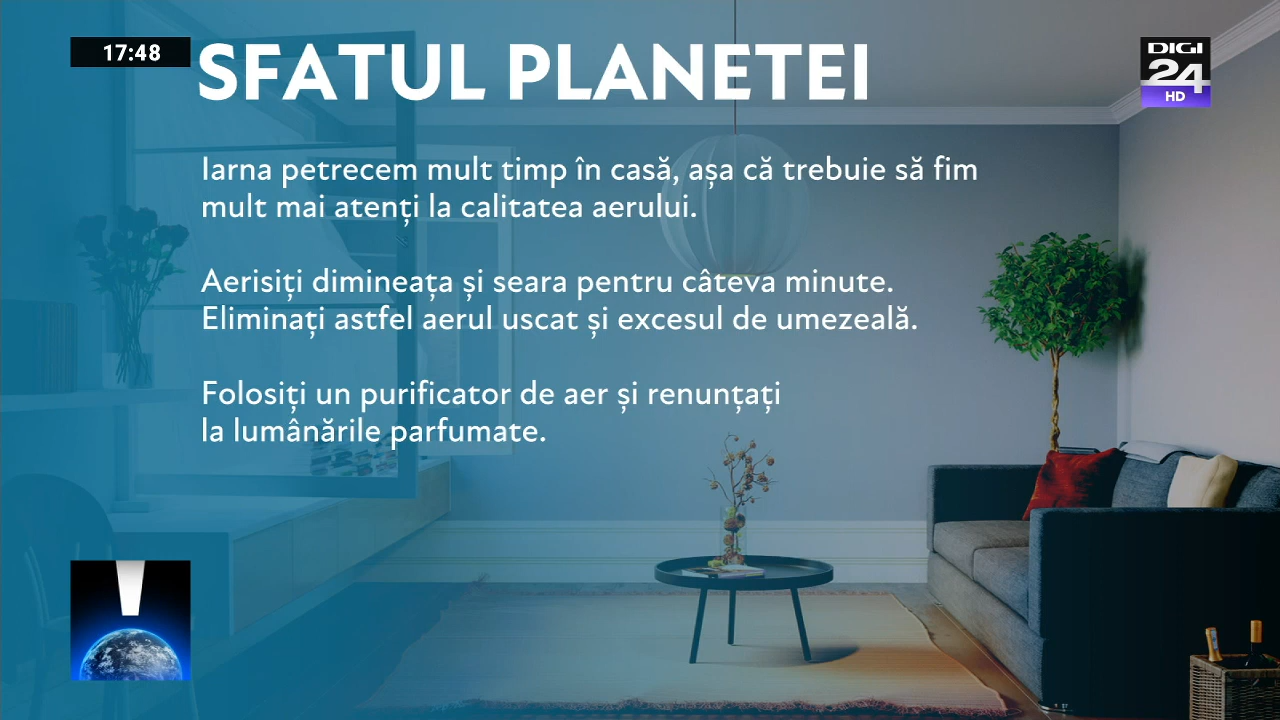 17:48
SFATUL PLANETEI
DIGI
24
HD
Iarna petrecem mult timp în casă, așa că trebuie să fim
mult mai atenți la calitatea aerului.
Aerisiți dimineața și seara pentru câteva minute.
Eliminați astfel aerul uscat și excesul de umezeală.
Folosiți un purificator de aer și renunțați
la lumânările parfumate.